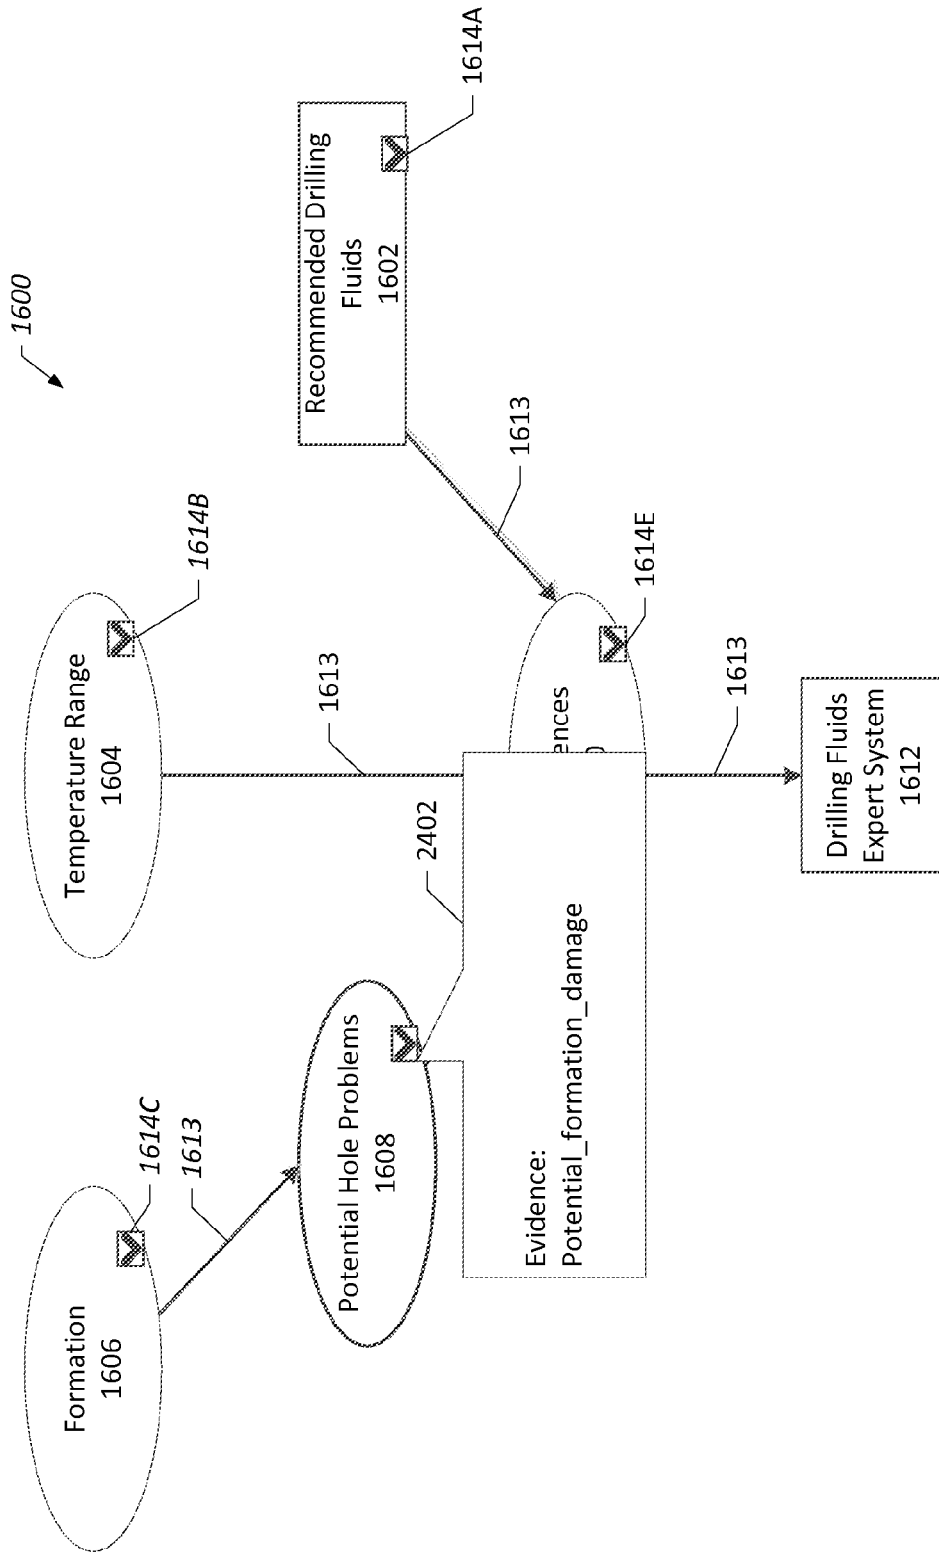 1600
Formation
1606
1614C
1613
Temperature Range
1604
1614B
1613
Recommended Drilling
Fluids
1602
1614A
Potential Hole Problems
1608
2402
1613
Evidence:
Potential_formation_damage
ences
1614E
1613
Drilling Fluids
Expert System
1612